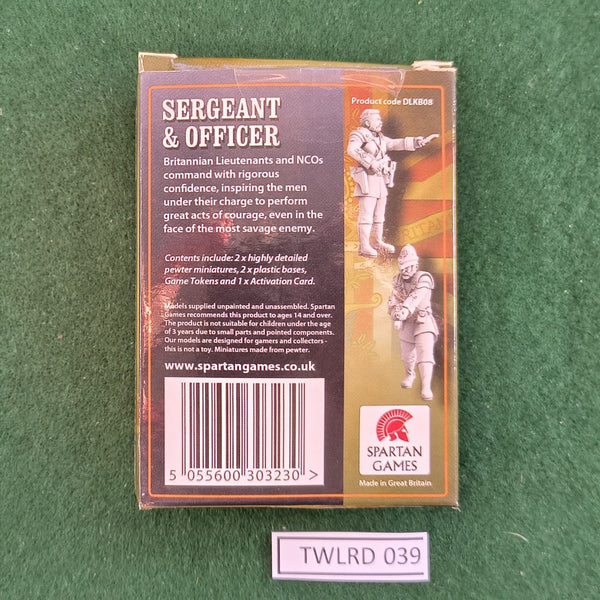 SERGEANT
& OFFICER
Product code DLKB08
Britannian Lieutenants and NCOs
command with rigorous
confidence, inspiring the men
under their charge to perform
great acts of courage, even in the
face of the most savage enemy.
Contents include: 2 x highly detailed
pewter miniatures, 2 x plastic bases,
Game Tokens and 1 x Activation Card.
Models supplied unpainted and unassembled. Spartan
Games recommends this product to ages 14 and over.
The product is not suitable for children under the age
of 3 years due to small parts and pointed components.
Our models are designed for gamers and collectors -
this is not a toy. Miniatures made from pewter.
www.spartangames.co.uk
5 055600 303230 >
SPARTAN
GAMES
Made in Great Britain
TWLRD 039